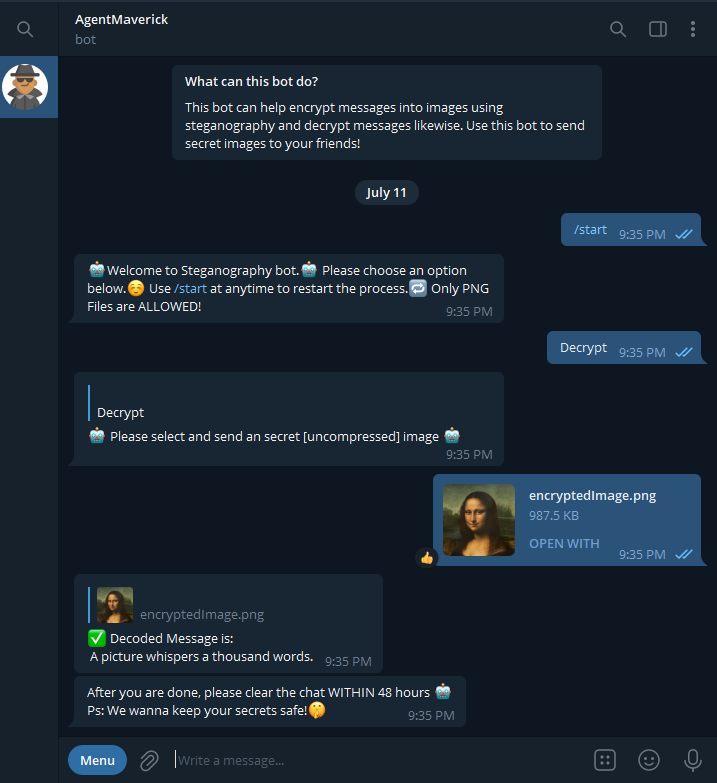 AgentMaverick
bot
What can this bot do?
This bot can help encrypt messages into images using
steganography and decrypt messages likewise. Use this bot to send
secret images to your friends!
July 11
/start 9:35 PM
🤖Welcome to Steganography bot.🤖 Please choose an option
below.☺️ Use /start at anytime to restart the process.🔁 Only PNG
Files are ALLOWED!
9:35 PM
Decrypt 9:35 PM
Decrypt
🤖 Please select and send an secret [uncompressed] image 🤖
9:35 PM
encryptedImage.png
987.5 KB
OPEN WITH
9:35 PM
encryptedImage.png
✅ Decoded Message is:
A picture whispers a thousand words. 9:35 PM
After you are done, please clear the chat WITHIN 48 hours 🤖
Ps: We wanna keep your secrets safe!🤫
9:35 PM
Menu
Write a message...